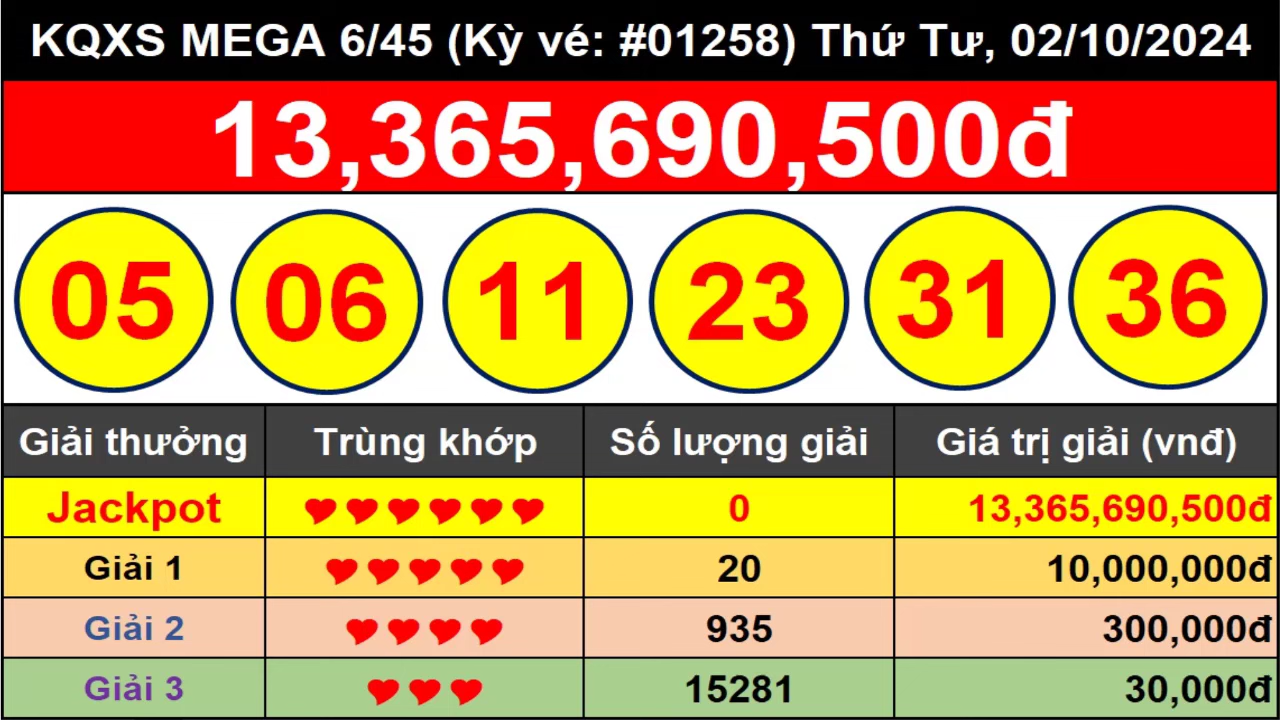 KQXS MEGA 6/45 (Kỳ vé: #01258) Thứ Tư, 02/10/2024
13,365,690,500đ
05 06 11 23 31 36
Giải thưởng Trùng khớp Số lượng giải Giá trị giải (vnđ)
Jackpot 0 13,365,690,500đ
Giải 1 20 10,000,000đ
Giải 2 935 300,000đ
Giải 3 15281 30,000đ